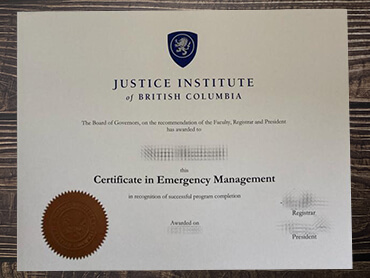 JUSTICE INSTITUTE
of BRITISH COLUMBIA
The Board of Governors, on the recommendation of the Faculty, Registrar and President
has awarded to
this
Certificate in Emergency Management
in recognition of successful program completion
Awarded on
Registrar
President